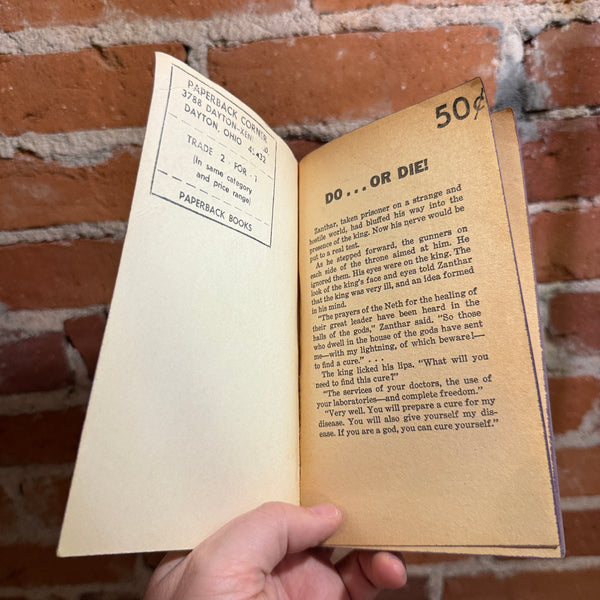 PAPERBACK CORNER
3788 DAYTON-XENIA
DAYTON, OHIO 45432
TRADE 2 FOR 1
(In same category
and price range)
PAPERBACK BOOKS
50¢
DO . . . OR DIE!
Zanthar, taken prisoner on a strange and
hostile world, had bluffed his way into the
presence of the king. Now his nerve would be
put to a real test.
As he stepped forward, the gunners on
each side of the throne aimed at him. He
ignored them. His eyes were on the king. The
look of the king's face and eyes told Zanthar
that the king was very ill, and an idea formed
in his mind.
"The prayers of the Neth for the healing of
their great leader have been heard in the
halls of the gods," Zanthar said. "So those
who dwell in the house of the gods have sent
me—with my lightning, of which beware!—
to find a cure." . . .
The king licked his lips. "What will you
need to find this cure?"
"The services of your doctors, the use of
your laboratories—and complete freedom."
"Very well. You will prepare a cure for my
disease. You will also give yourself my dis-
ease. If you are a god, you can cure yourself."